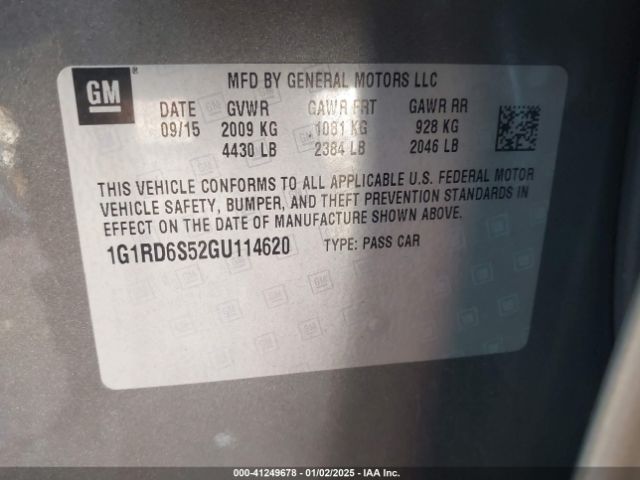 GM ®
MFD BY GENERAL MOTORS LLC
DATE GVWR GAWR FRT GAWR RR
09/15 2009 KG 1081 KG 928 KG
4430 LB 2384 LB 2046 LB
THIS VEHICLE CONFORMS TO ALL APPLICABLE U.S. FEDERAL MOTOR
VEHICLE SAFETY, BUMPER, AND THEFT PREVENTION STANDARDS IN
EFFECT ON THE DATE OF MANUFACTURE SHOWN ABOVE.
1G1RD6S52GU114620 TYPE: PASS CAR
000-41249678 - 01/02/2025 - IAA Inc.